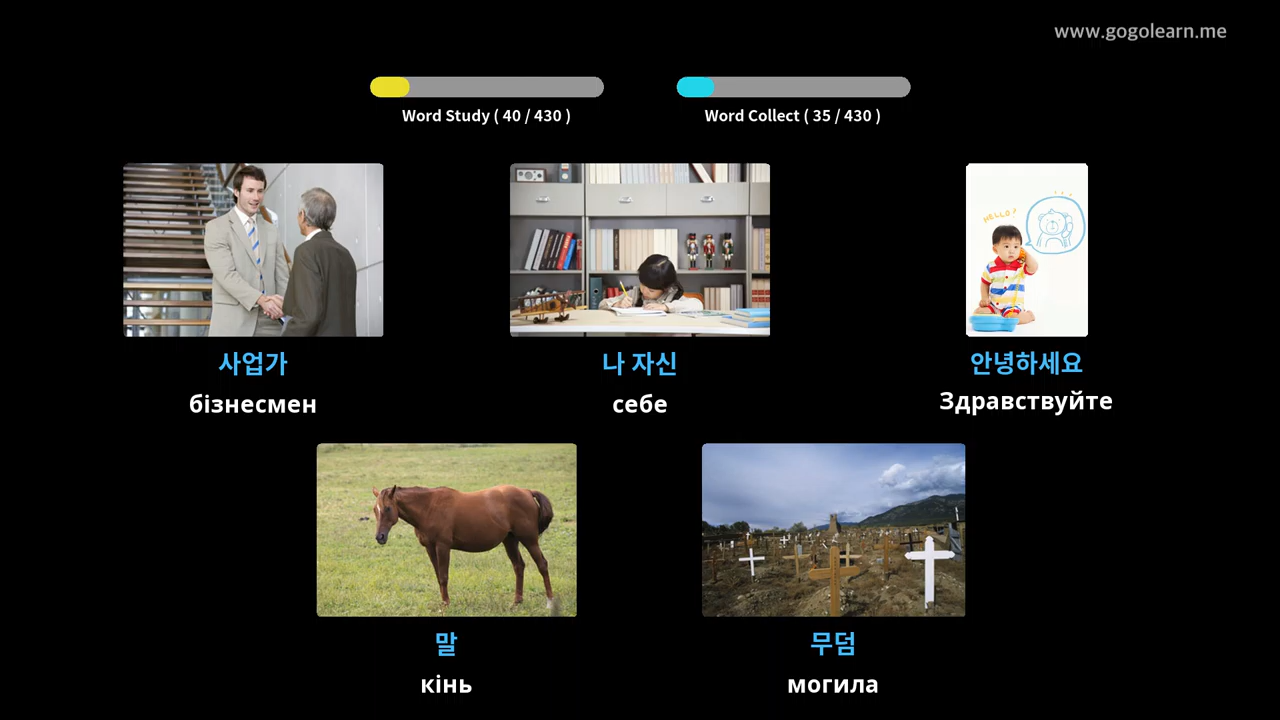 www.gogolearn.me
Word Study ( 40 / 430 )
Word Collect ( 35 / 430 )
HELLO?
사업가
나 자신
안녕하세요
бізнесмен
себе
Здравствуйте
말
무덤
кінь
могила